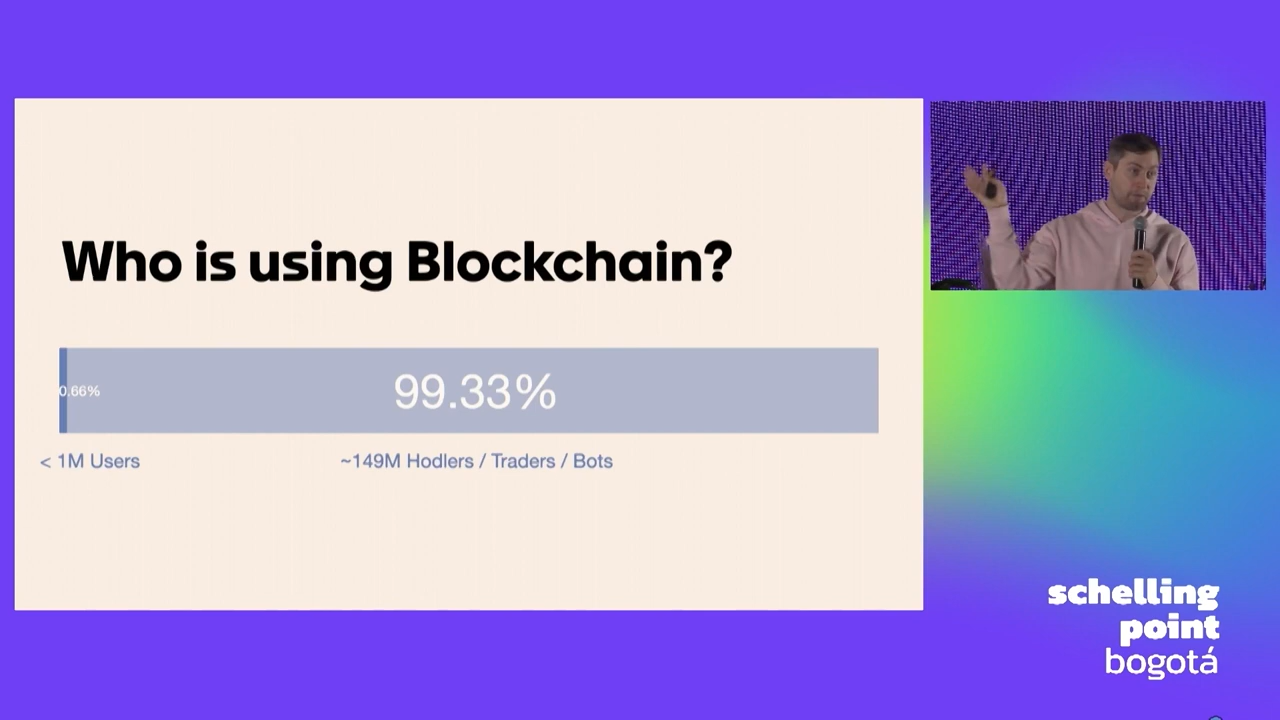 Who is using Blockchain?
0.66%
99.33%
< 1M Users
~149M Hodlers / Traders / Bots
schelling
point
bogotá